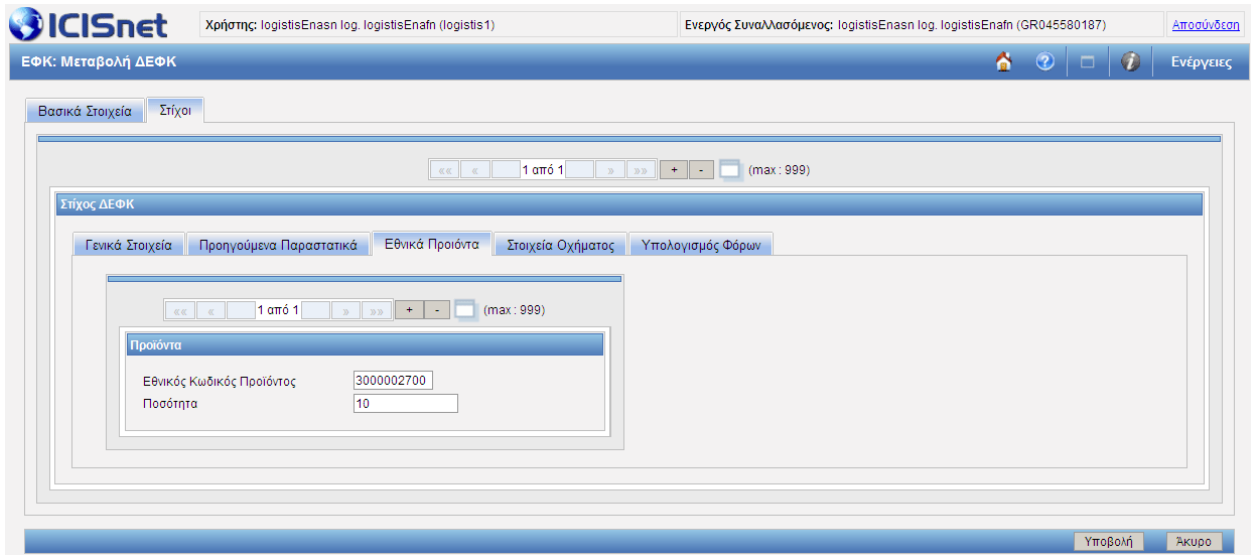 ICISnet Χρήστης: logistisEnasn log. logistisEnafn (logistis1) Ενεργός Συναλλασόμενος: logistisEnasn log. logistisEnafn (GR045580187) Αποσύνδεση
ΕΦΚ: Μεταβολή ΔΕΦΚ Ενέργειες
Βασικά Στοιχεία Στίχοι
«« « 1 από 1 » »» + - (max : 999)
Στίχος ΔΕΦΚ
Γενικά Στοιχεία Προηγούμενα Παραστατικά Εθνικά Προιόντα Στοιχεία Οχήματος Υπολογισμός Φόρων
«« « 1 από 1 » »» + - (max : 999)
Προϊόντα
Εθνικός Κωδικός Προϊόντος 3000002700
Ποσότητα 10
Υποβολή Άκυρο